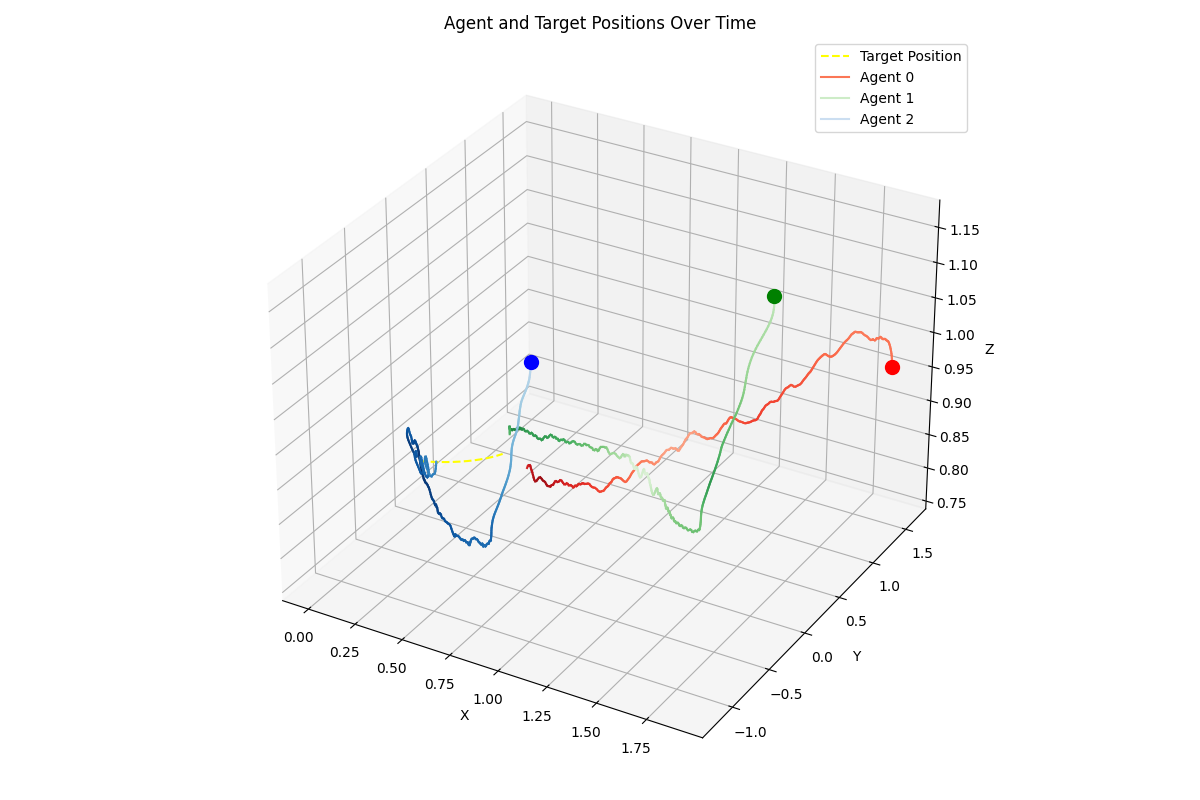 Agent and Target Positions Over Time
Target Position
Agent 0
Agent 1
Agent 2
1.15
1.10
1.05
1.00
Z
0.95
0.90
0.85
0.80
0.75
1.5
1.0
0.5
0.0
Y
−0.5
−1.0
0.00
0.25
0.50
0.75
1.00
X
1.25
1.50
1.75